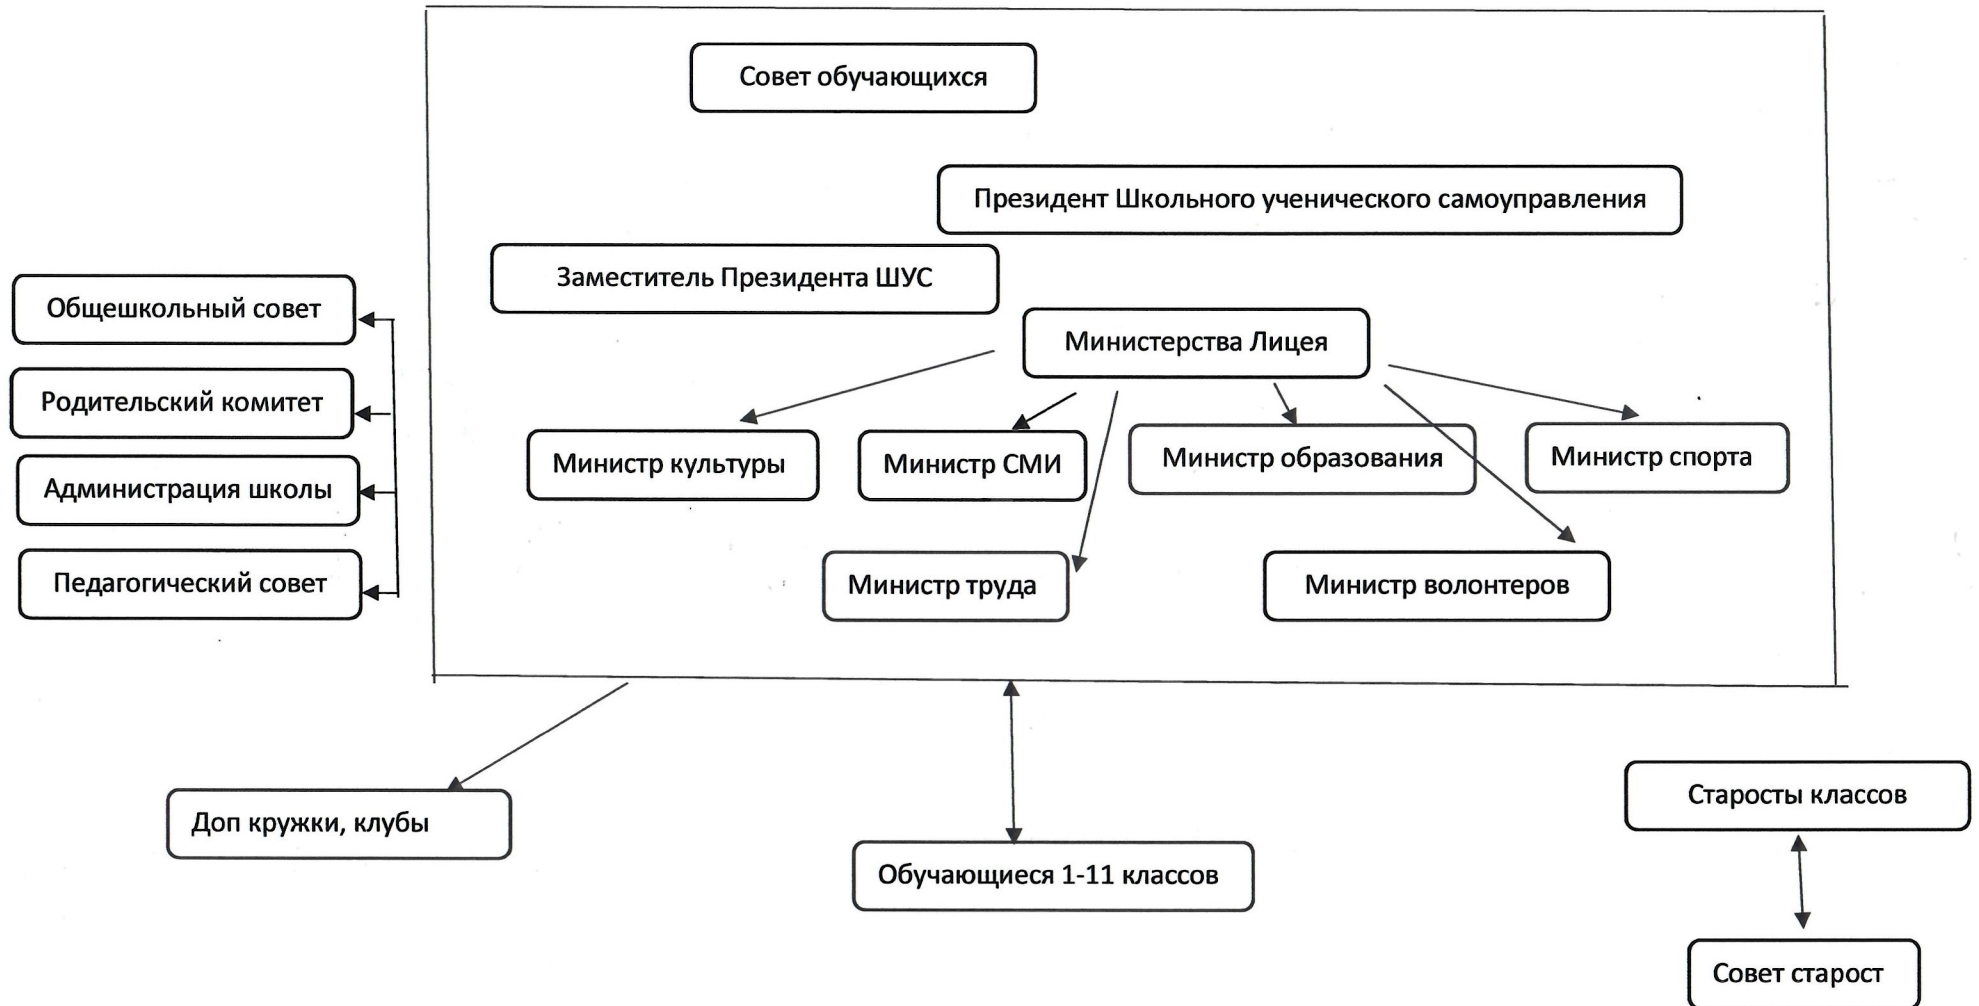 Совет обучающихся
Президент Школьного ученического самоуправления
Заместитель Президента ШУС
Общешкольный совет
Министерства Лицея
Родительский комитет
Министр культуры
Министр СМИ
Министр образования
Министр спорта
Администрация школы
Педагогический совет
Министр труда
Министр волонтеров
Старосты классов
Доп кружки, клубы
Обучающиеся 1-11 классов
Совет старост